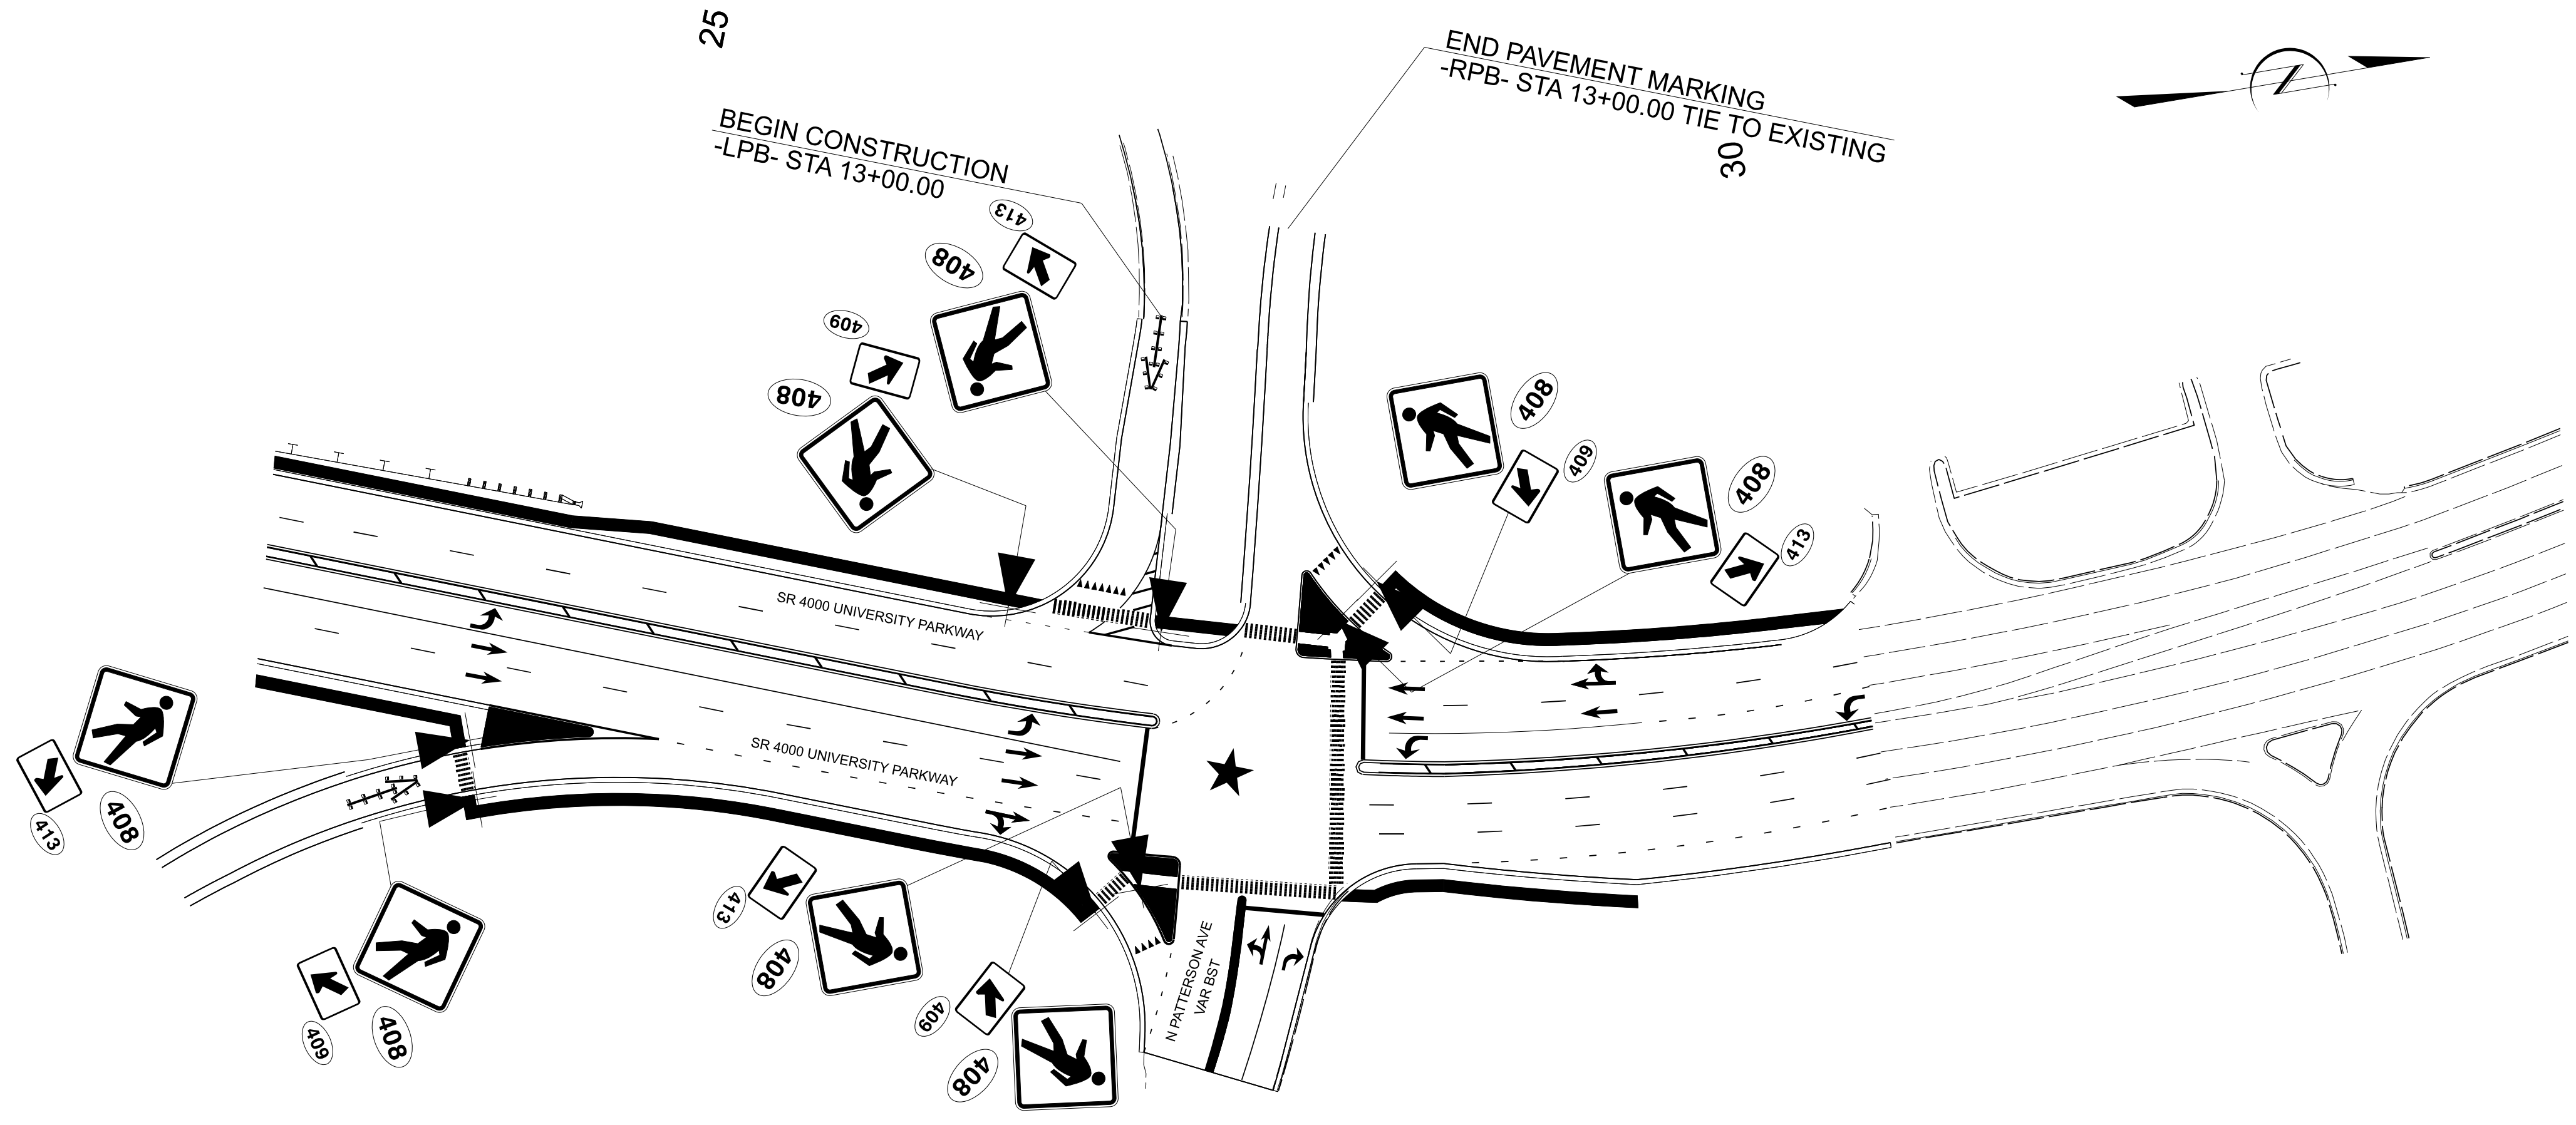 25
END PAVEMENT MARKING
-RPB- STA 13+00.00 TIE TO EXISTING
30
BEGIN CONSTRUCTION
-LPB- STA 13+00.00
413
408
409
408
408
409
408
413
SR 4000 UNIVERSITY PARKWAY
SR 4000 UNIVERSITY PARKWAY
413
408
409
408
413
408
409
408
N PATTERSON AVE
VAR BST